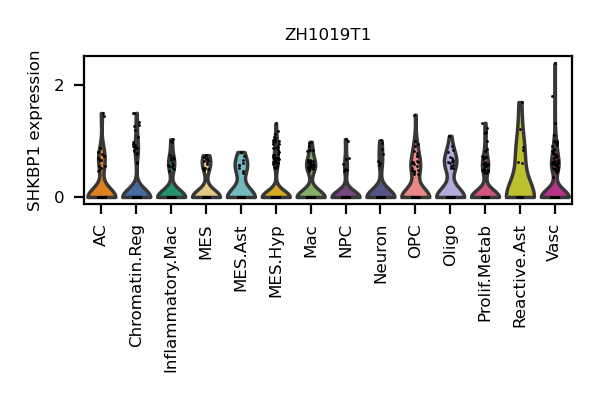 ZH1019T1
SHKBP1 expression
2
0
AC
Chromatin.Reg
Inflammatory.Mac
MES
MES.Ast
MES.Hyp
Mac
NPC
Neuron
OPC
Oligo
Prolif.Metab
Reactive.Ast
Vasc